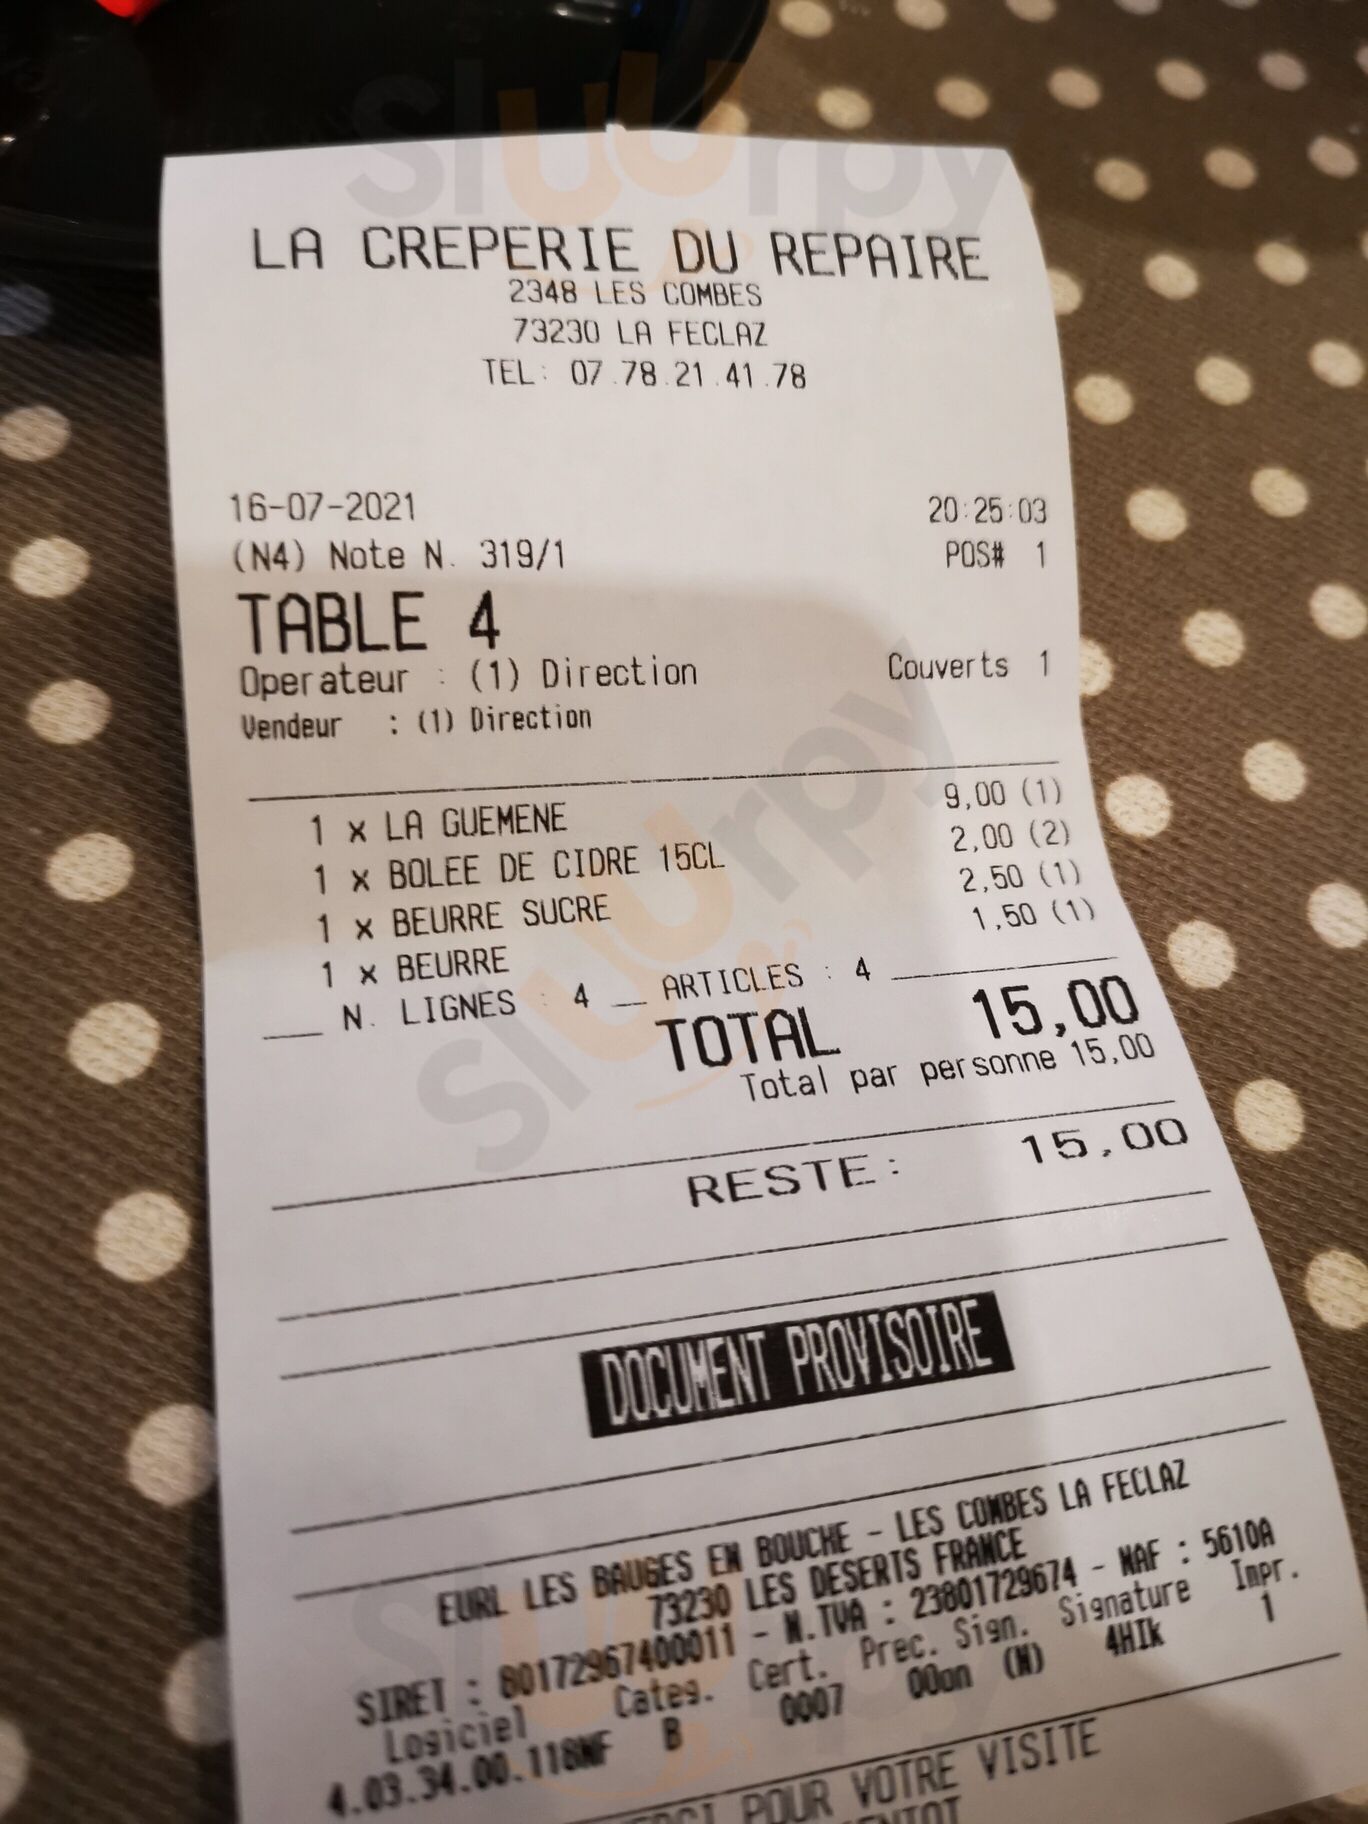 LA CREPERIE DU REPAIRE
2348 LES COMBES
73230 LA FECLAZ
TEL: 07.78.21.41.78
16-07-2021 20:25:03
(N4) Note N. 319/1 POS# 1
TABLE 4
Operateur : (1) Direction Couverts 1
Vendeur : (1) Direction
1 x LA GUEMENE 9,00 (1)
1 x BOLEE DE CIDRE 15CL 2,00 (2)
1 x BEURRE SUCRE 2,50 (1)
1 x BEURRE 1,50 (1)
N. LIGNES : 4 ARTICLES : 4
TOTAL 15,00
Total par personne 15,00
RESTE: 15,00
DOCUMENT PROVISOIRE
EURL LES BAUGES EN BOUCHE - LES COMBES LA FECLAZ
73230 LES DESERTS FRANCE
SIRET : 80172967400011 - N.TVA : 23801729674 - NAF : 5610A
Logiciel Categ. Cert. Prec. Sign. Signature Impr.
4.03.34.00.118NF B 0007 00on (N) 4HIk 1
POUR VOTRE VISITE
sluurpy
sluurpy
sluurpy